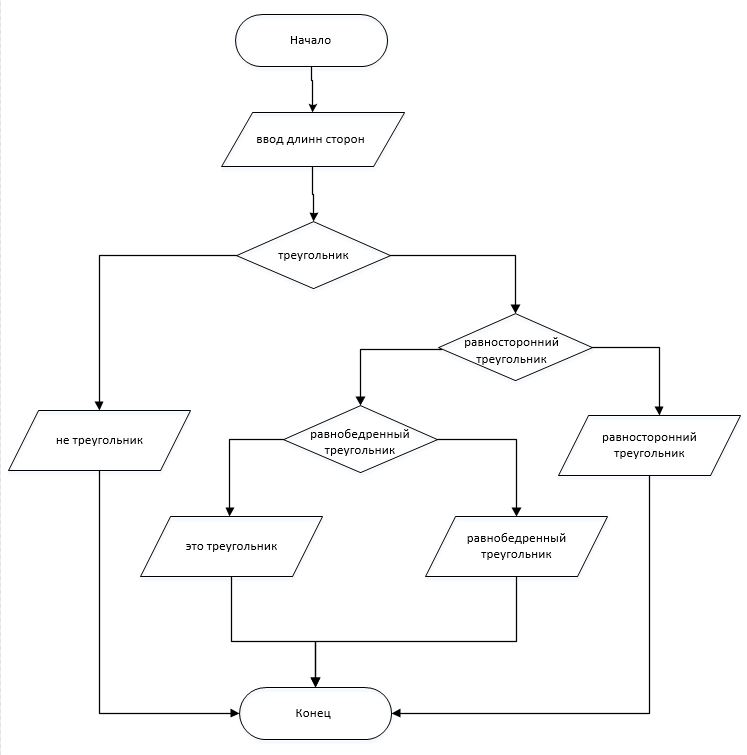 Начало
ввод длинн сторон
треугольник
равносторонний
треугольник
не треугольник
равнобедренный
треугольник
равносторонний
треугольник
это треугольник
равнобедренный
треугольник
Конец